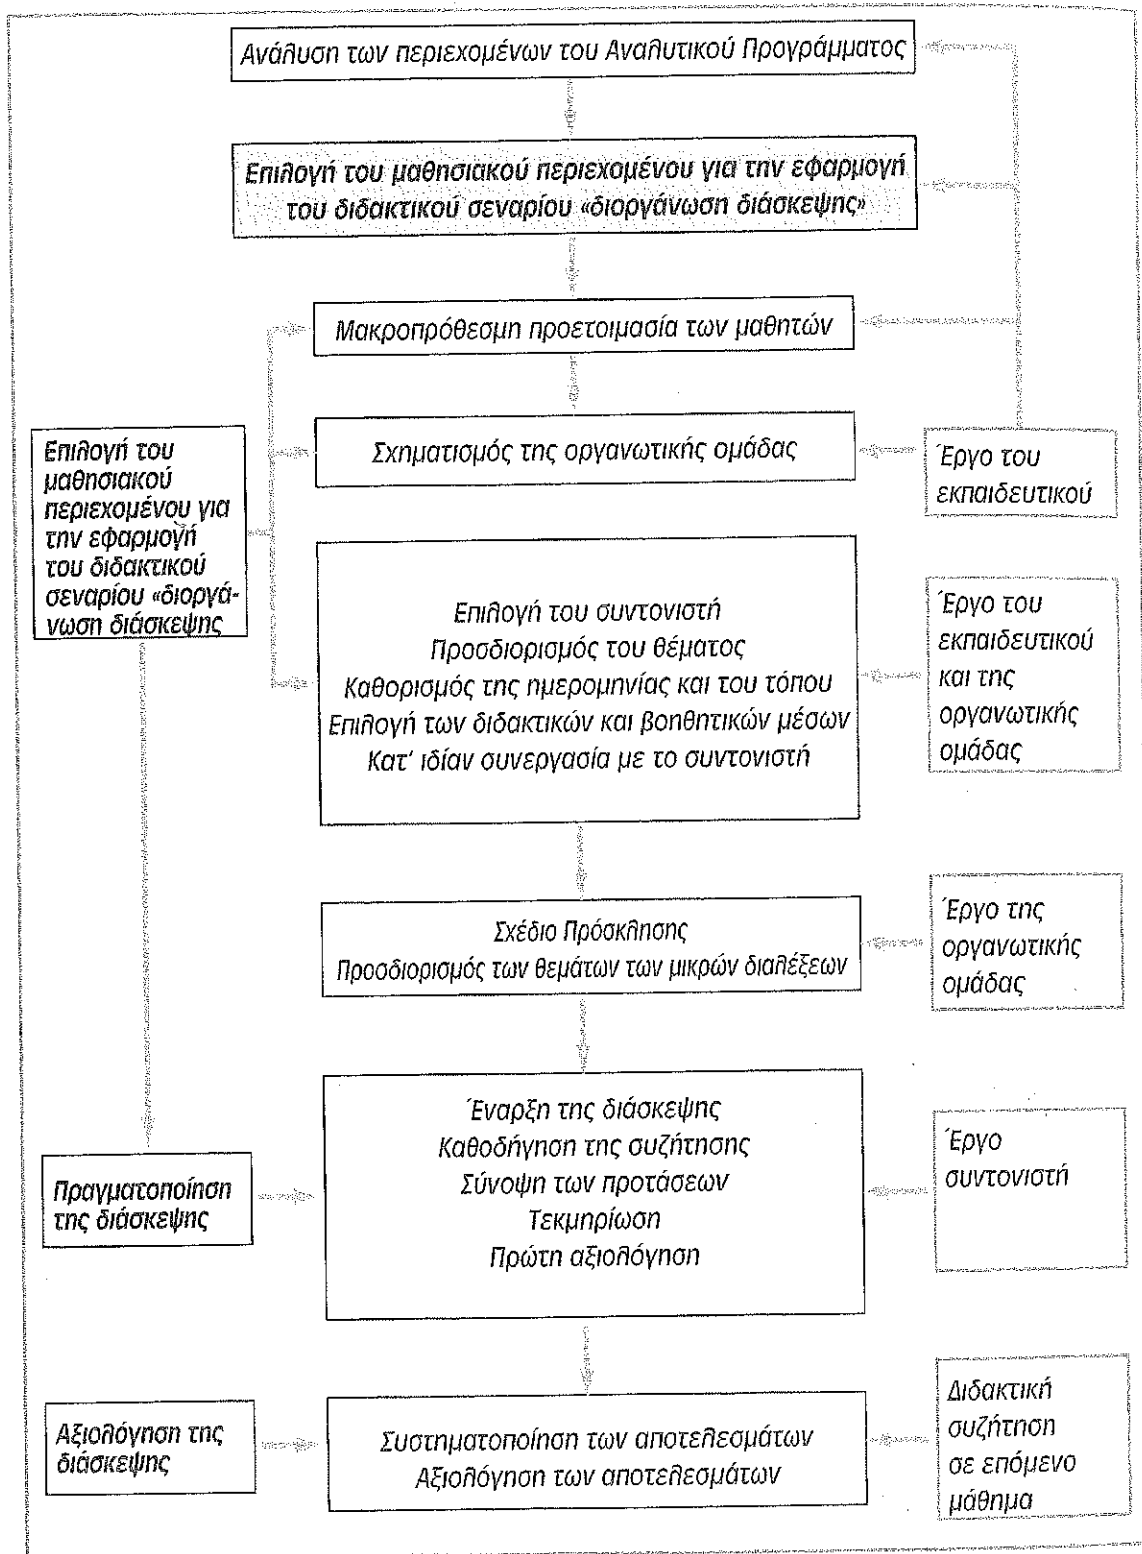 Ανάλυση των περιεχομένων του Αναλυτικού Προγράμματος
Επιλογή του μαθησιακού περιεχομένου για την εφαρμογή
του διδακτικού σεναρίου «διοργάνωση διάσκεψης»
Μακροπρόθεσμη προετοιμασία των μαθητών
Σχηματισμός της οργανωτικής ομάδας
Έργο του
εκπαιδευτικού
Επιλογή του
μαθησιακού
περιεχομένου για
την εφαρμογή
του διδακτικού
σεναρίου «διοργά-
νωση διάσκεψης
Επιλογή του συντονιστή
Προσδιορισμός του θέματος
Καθορισμός της ημερομηνίας και του τόπου
Επιλογή των διδακτικών και βοηθητικών μέσων
Κατ' ιδίαν συνεργασία με το συντονιστή
Έργο του
εκπαιδευτικού
και της
οργανωτικής
ομάδας
Σχέδιο Πρόσκλησης
Προσδιορισμός των θεμάτων των μικρών διαλέξεων
Έργο της
οργανωτικής
ομάδας
Πραγματοποίηση
της διάσκεψης
Έναρξη της διάσκεψης
Καθοδήγηση της συζήτησης
Σύνοψη των προτάσεων
Τεκμηρίωση
Πρώτη αξιολόγηση
Έργο
συντονιστή
Αξιολόγηση της
διάσκεψης
Συστηματοποίηση των αποτελεσμάτων
Αξιολόγηση των αποτελεσμάτων
Διδακτική
συζήτηση
σε επόμενο
μάθημα